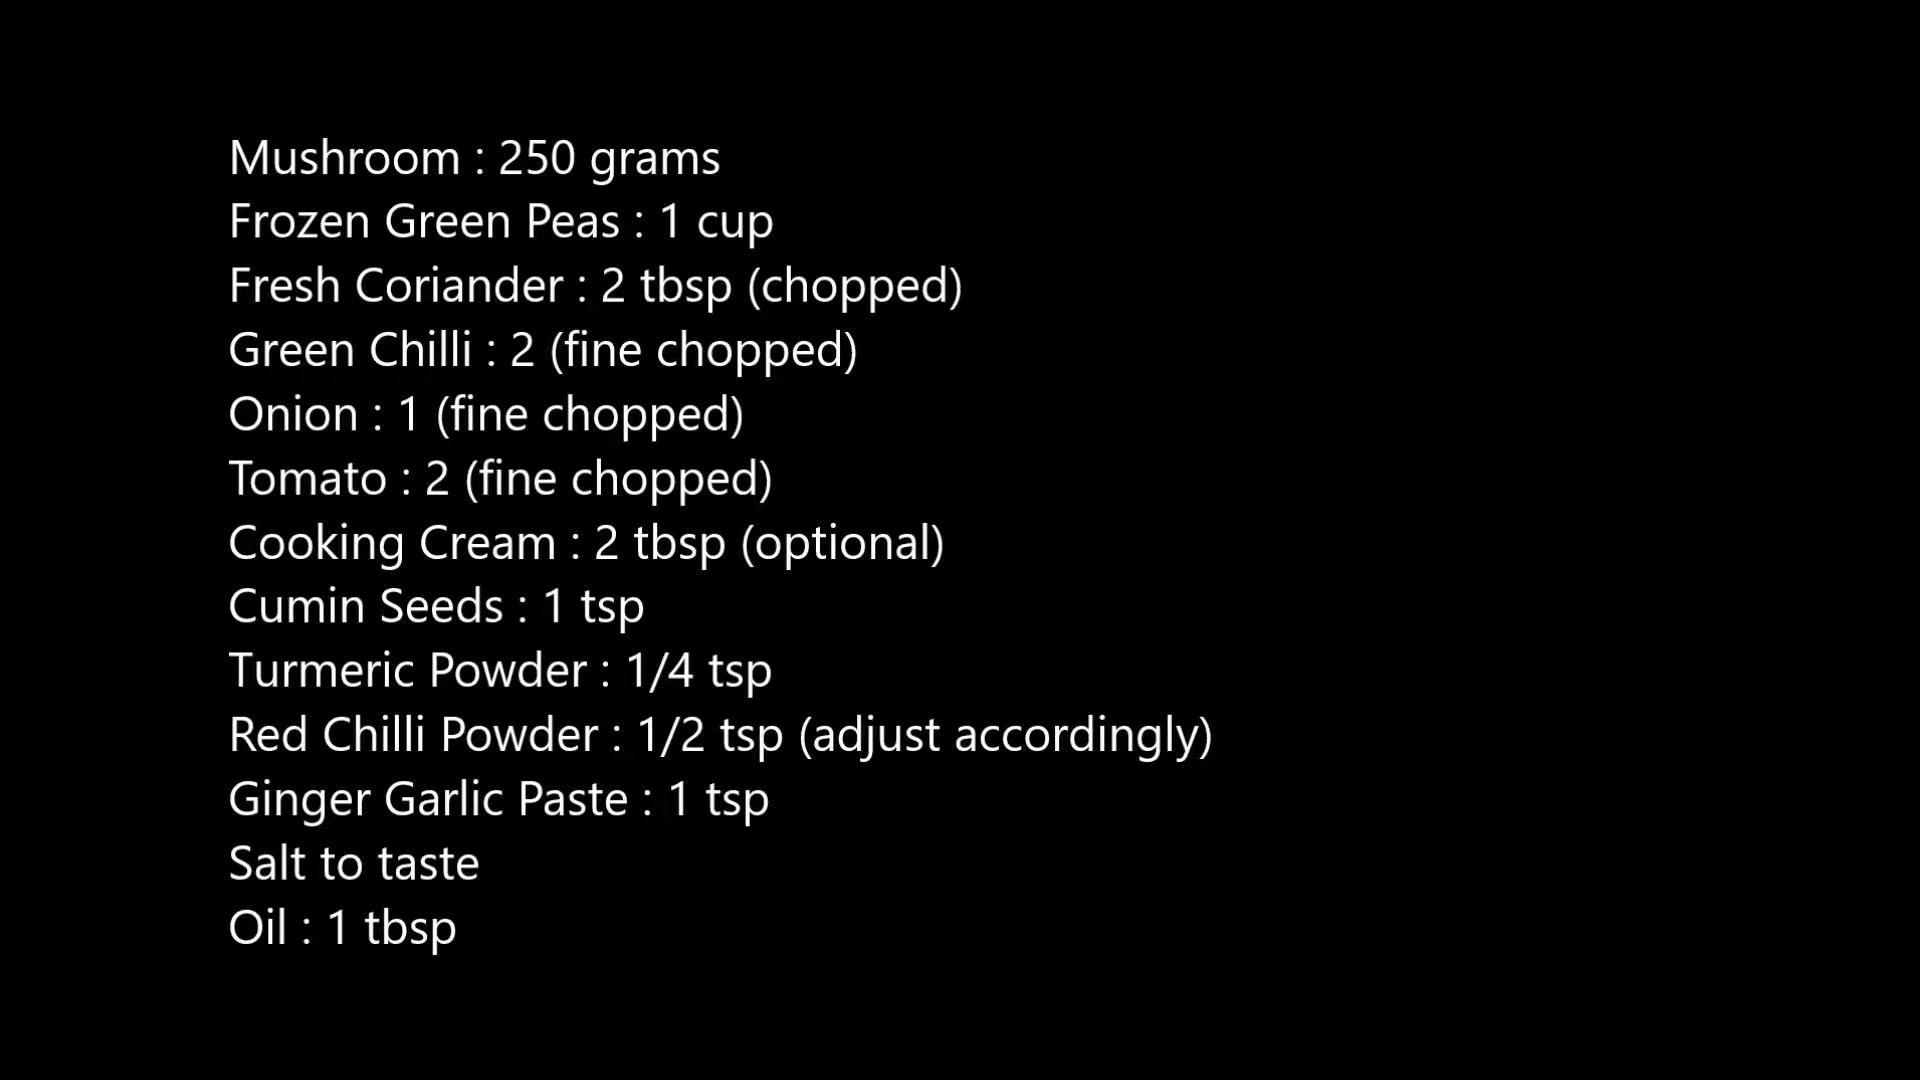 Mushroom : 250 grams
Frozen Green Peas : 1 cup
Fresh Coriander : 2 tbsp (chopped)
Green Chilli : 2 (fine chopped)
Onion : 1 (fine chopped)
Tomato : 2 (fine chopped)
Cooking Cream : 2 tbsp (optional)
Cumin Seeds : 1 tsp
Turmeric Powder : 1/4 tsp
Red Chilli Powder : 1/2 tsp (adjust accordingly)
Ginger Garlic Paste : 1 tsp
Salt to taste
Oil : 1 tbsp